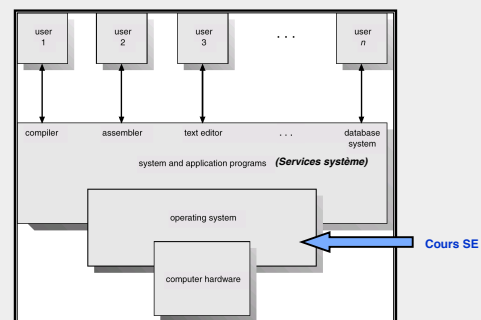 user user user user
1 2 3 . . . n
compiler assembler text editor . . . database
system
system and application programs (Services système)
operating system
Cours SE
computer hardware